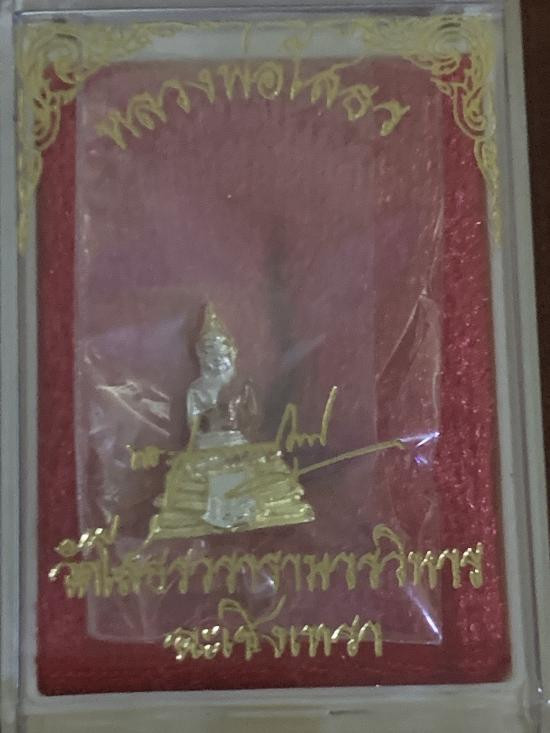 หลวงพ่อโสธร
วัดโสธรวรารามวรวิหาร
ฉะเชิงเทรา